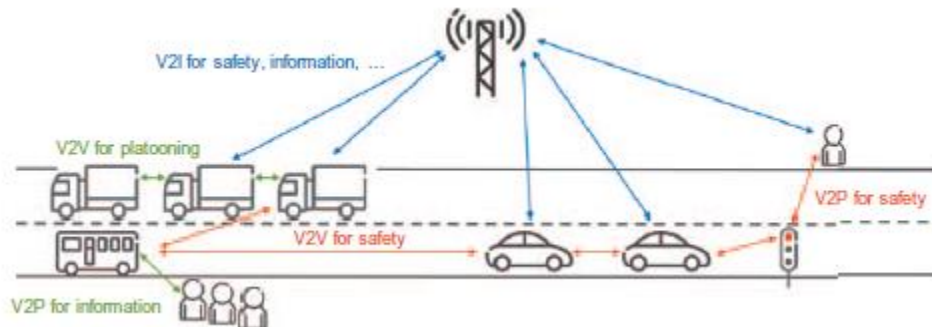 V2I for safety, information, ...
V2V for platooning
V2P for safety
V2V for safety
V2P for information